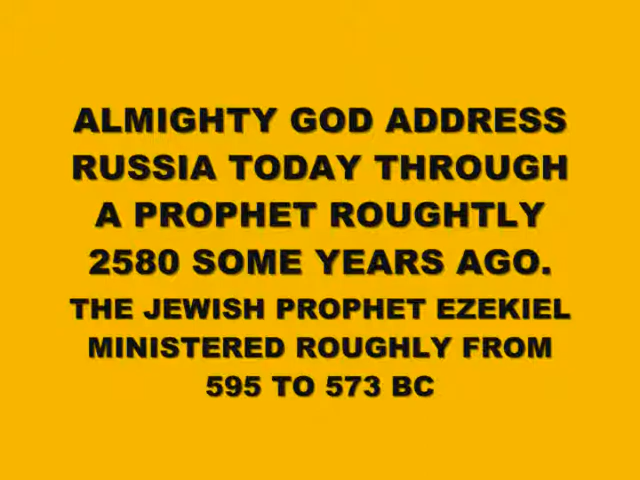 ALMIGHTY GOD ADDRESS
RUSSIA TODAY THROUGH
A PROPHET ROUGHTLY
2580 SOME YEARS AGO.
THE JEWISH PROPHET EZEKIEL
MINISTERED ROUGHLY FROM
595 TO 573 BC